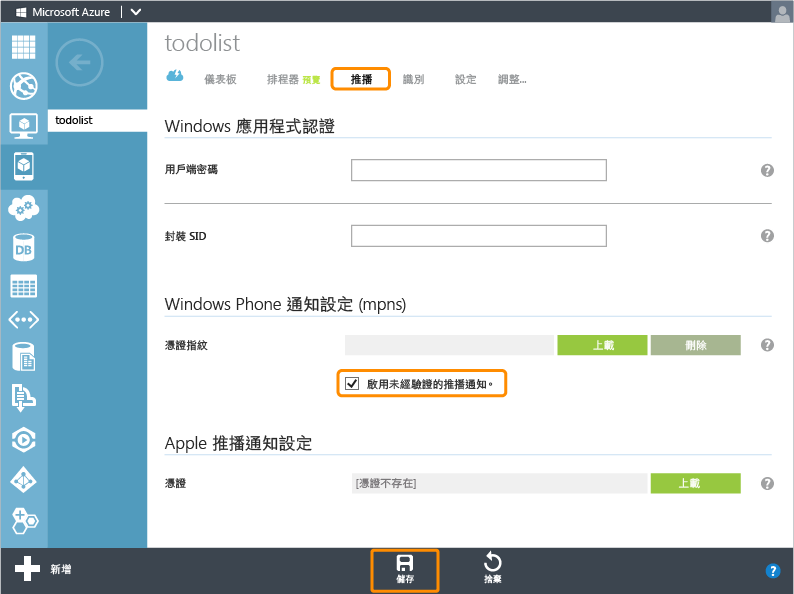 Microsoft Azure
todolist
todolist
儀表板 排程器 預覽 推播 識別 設定 調整...
Windows 應用程式認證
用戶端密碼
封裝 SID
Windows Phone 通知設定 (mpns)
憑證指紋 上載 刪除
啟用未經驗證的推播通知。
Apple 推播通知設定
憑證 [憑證不存在] 上載
DB
新增 儲存 捨棄